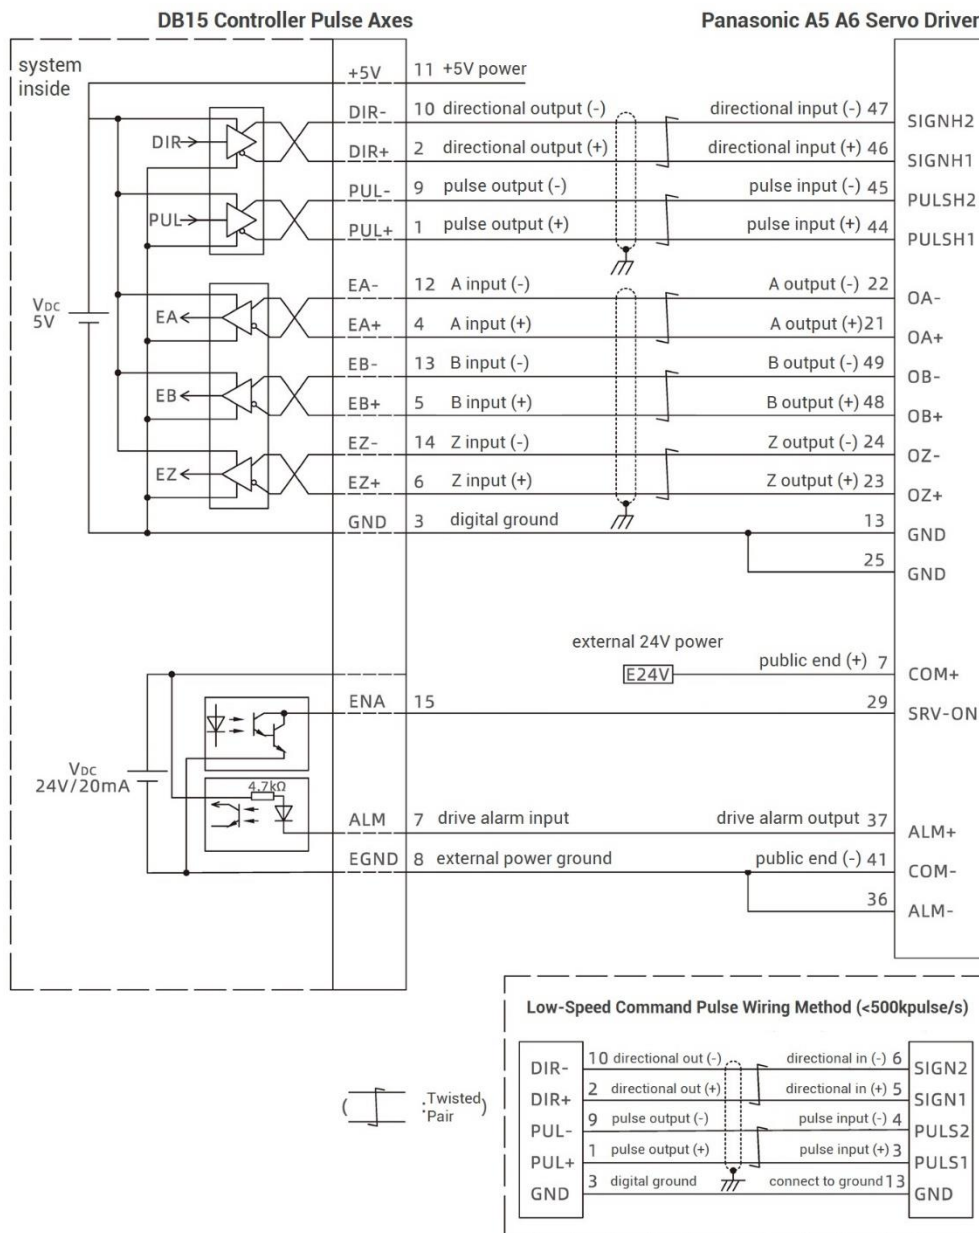 DB15 Controller Pulse Axes Panasonic A5 A6 Servo Driver
system
inside
+5V 11 +5V power
DIR- 10 directional output (-) directional input (-) 47 SIGNH2
DIR
DIR+ 2 directional output (+) directional input (+) 46 SIGNH1
PUL- 9 pulse output (-) pulse input (-) 45 PULSH2
PUL
PUL+ 1 pulse output (+) pulse input (+) 44 PULSH1
EA- 12 A input (-) A output (-) 22 OA-
VDC
5V
EA
EA+ 4 A input (+) A output (+)21 OA+
EB- 13 B input (-) B output (-) 49 OB-
EB
EB+ 5 B input (+) B output (+) 48 OB+
EZ- 14 Z input (-) Z output (-) 24 OZ-
EZ
EZ+ 6 Z input (+) Z output (+) 23 OZ+
GND 3 digital ground 13 GND
25 GND
external 24V power
E24V public end (+) 7 COM+
ENA 15 29 SRV-ON
VDC
24V/20mA
4.7kΩ
ALM 7 drive alarm input drive alarm output 37 ALM+
EGND 8 external power ground public end (-) 41 COM-
36 ALM-
Low-Speed Command Pulse Wiring Method (<500kpulse/s)
DIR- 10 directional out (-) directional in (-) 6 SIGN2
DIR+ 2 directional out (+) directional in (+) 5 SIGN1
PUL- 9 pulse output (-) pulse input (-) 4 PULS2
PUL+ 1 pulse output (+) pulse input (+) 3 PULS1
GND 3 digital ground connect to ground 13 GND
( :Twisted
Pair )